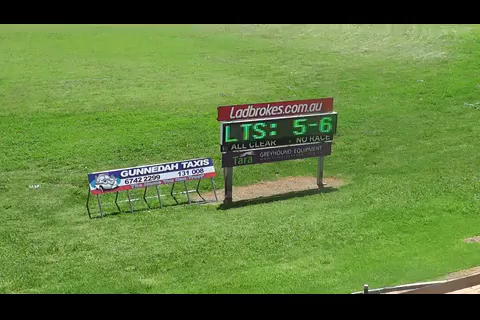 Ladbrokes.com.au
LTS: 5-6
ALL CLEAR NO RACE
Tara GREYHOUND EQUIPMENT
GUNNEDAH TAXIS
6742 2299 131 008